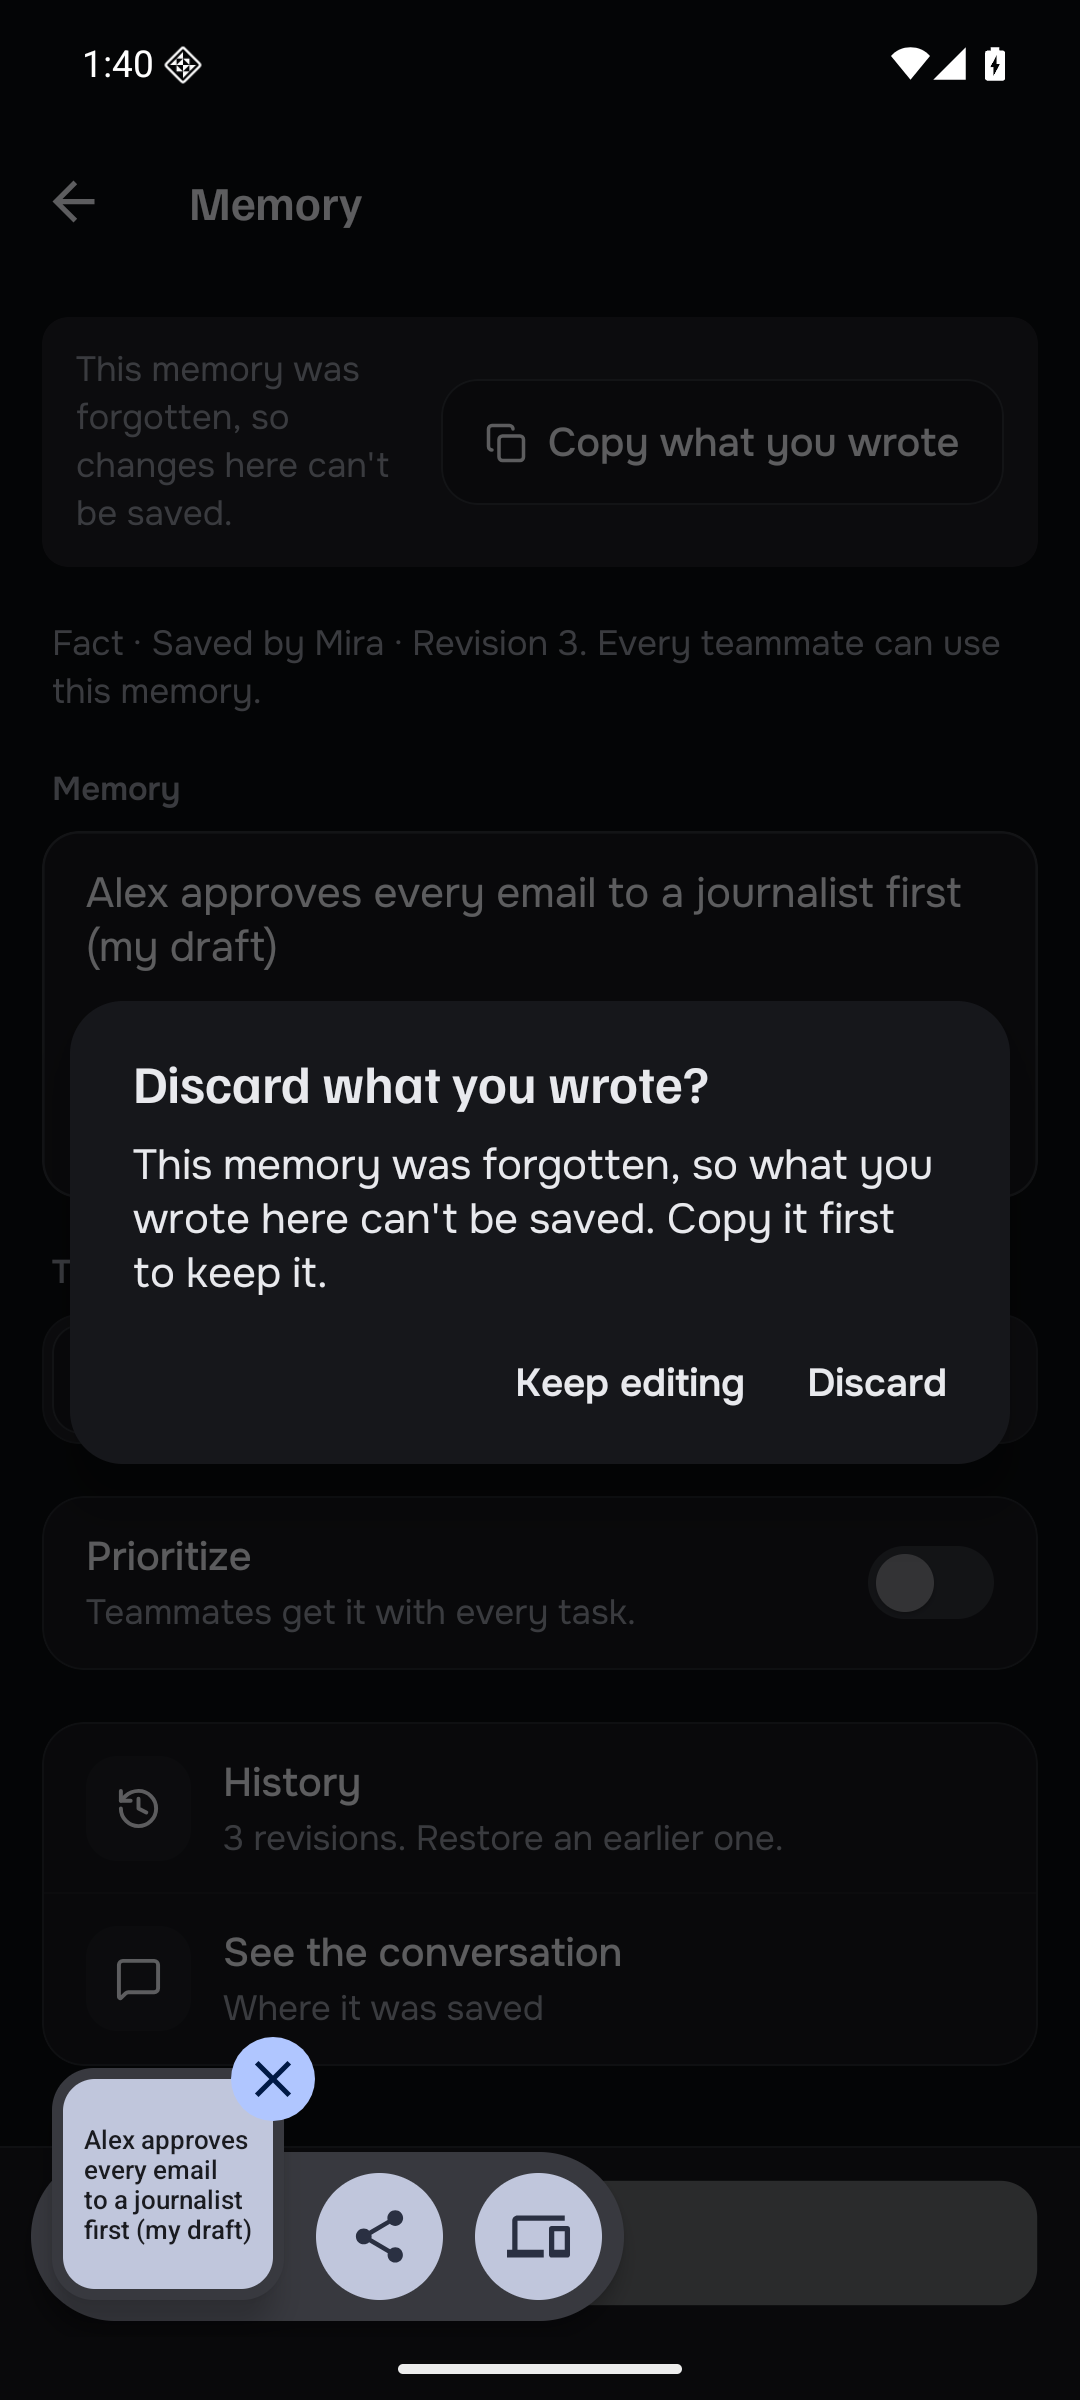 1:40
Memory
This memory was
forgotten, so
changes here can't
be saved.
Copy what you wrote
Fact · Saved by Mira · Revision 3. Every teammate can use
this memory.
Memory
Alex approves every email to a journalist first
(my draft)
Discard what you wrote?
This memory was forgotten, so what you
wrote here can't be saved. Copy it first
to keep it.
Keep editing
Discard
Prioritize
Teammates get it with every task.
History
3 revisions. Restore an earlier one.
See the conversation
Where it was saved
Alex approves
every email
to a journalist
first (my draft)